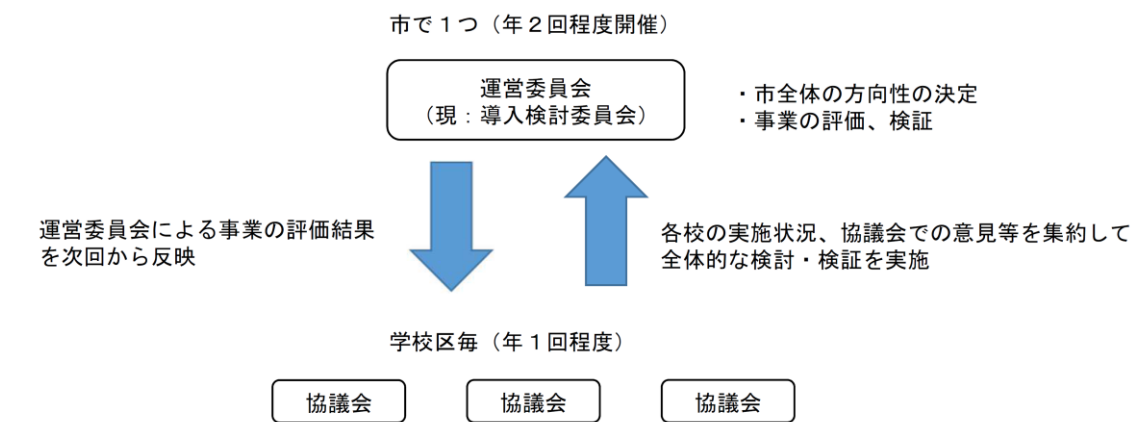 市で１つ（年２回程度開催）
運営委員会
（現：導入検討委員会）
・市全体の方向性の決定
・事業の評価、検証
運営委員会による事業の評価結果
を次回から反映
各校の実施状況、協議会での意見等を集約して
全体的な検討・検証を実施
学校区毎（年１回程度）
協議会
協議会
協議会